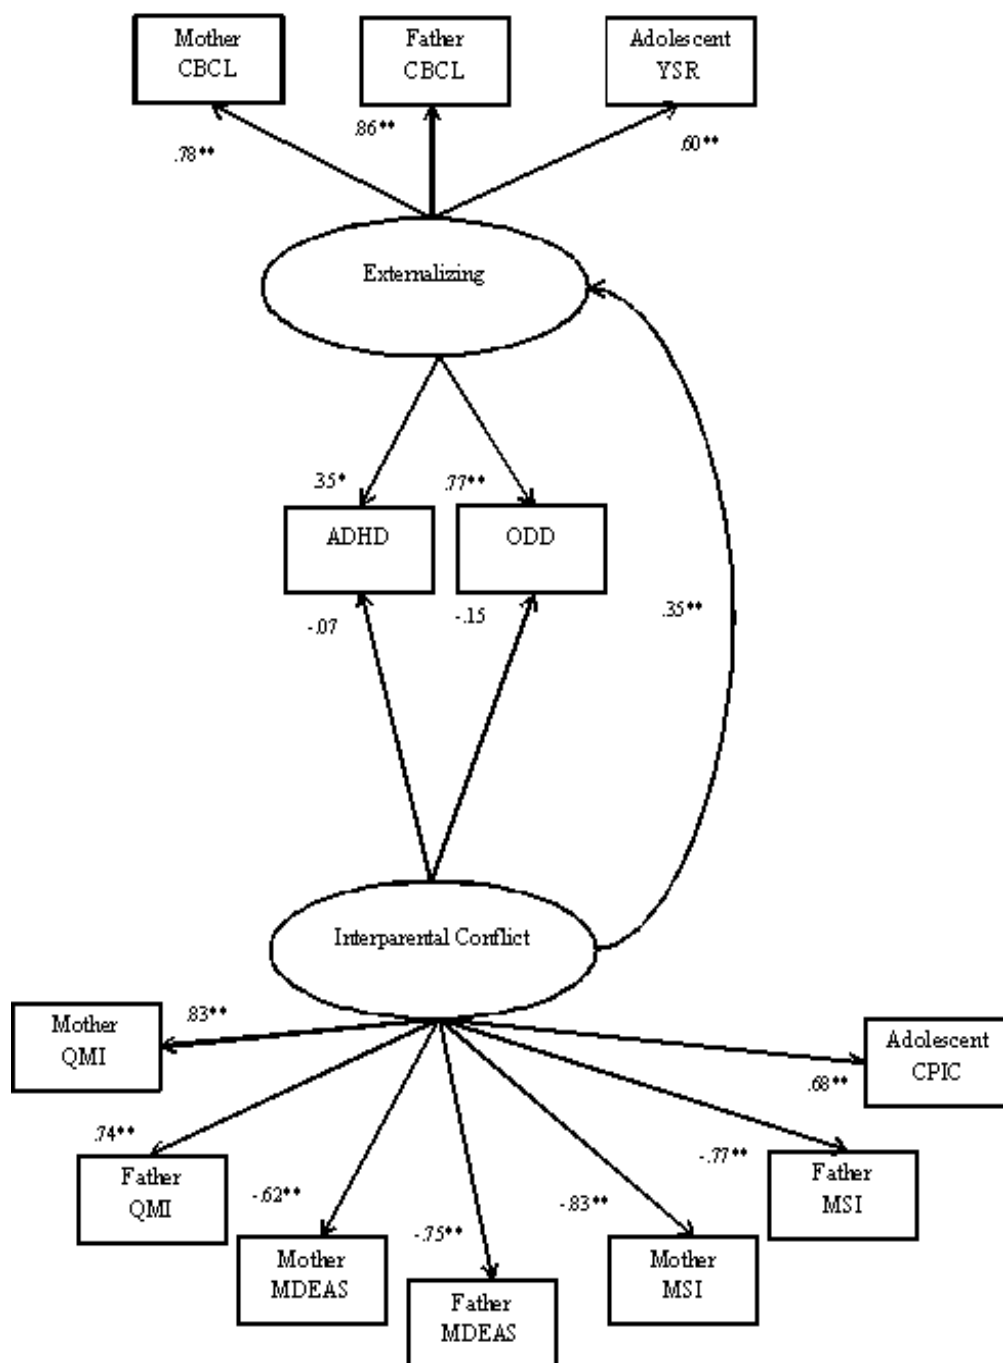 Mother
CBCL
Father
CBCL
Adolescent
YSR
.78**
.86**
.60**
Externalizing
.35*
.77**
ADHD
ODD
-.07
-.15
.35**
Interparental Conflict
Mother
QMI
.83**
Adolescent
CPIC
.68**
.74**
Father
QMI
-.62**
Mother
MDEAS
-.75**
Father
MDEAS
-.83**
Mother
MSI
-.77**
Father
MSI